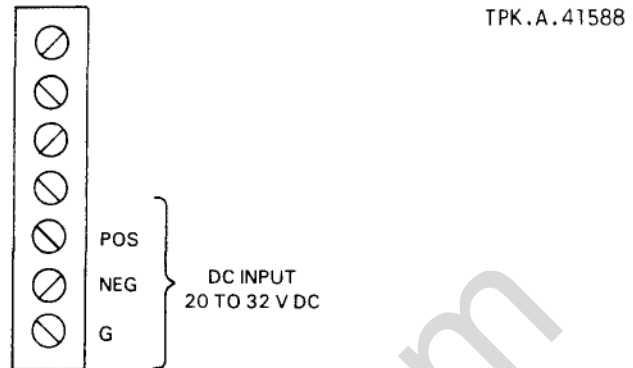 TPK.A.41588
POS
NEG
G
DC INPUT
20 TO 32 V DC